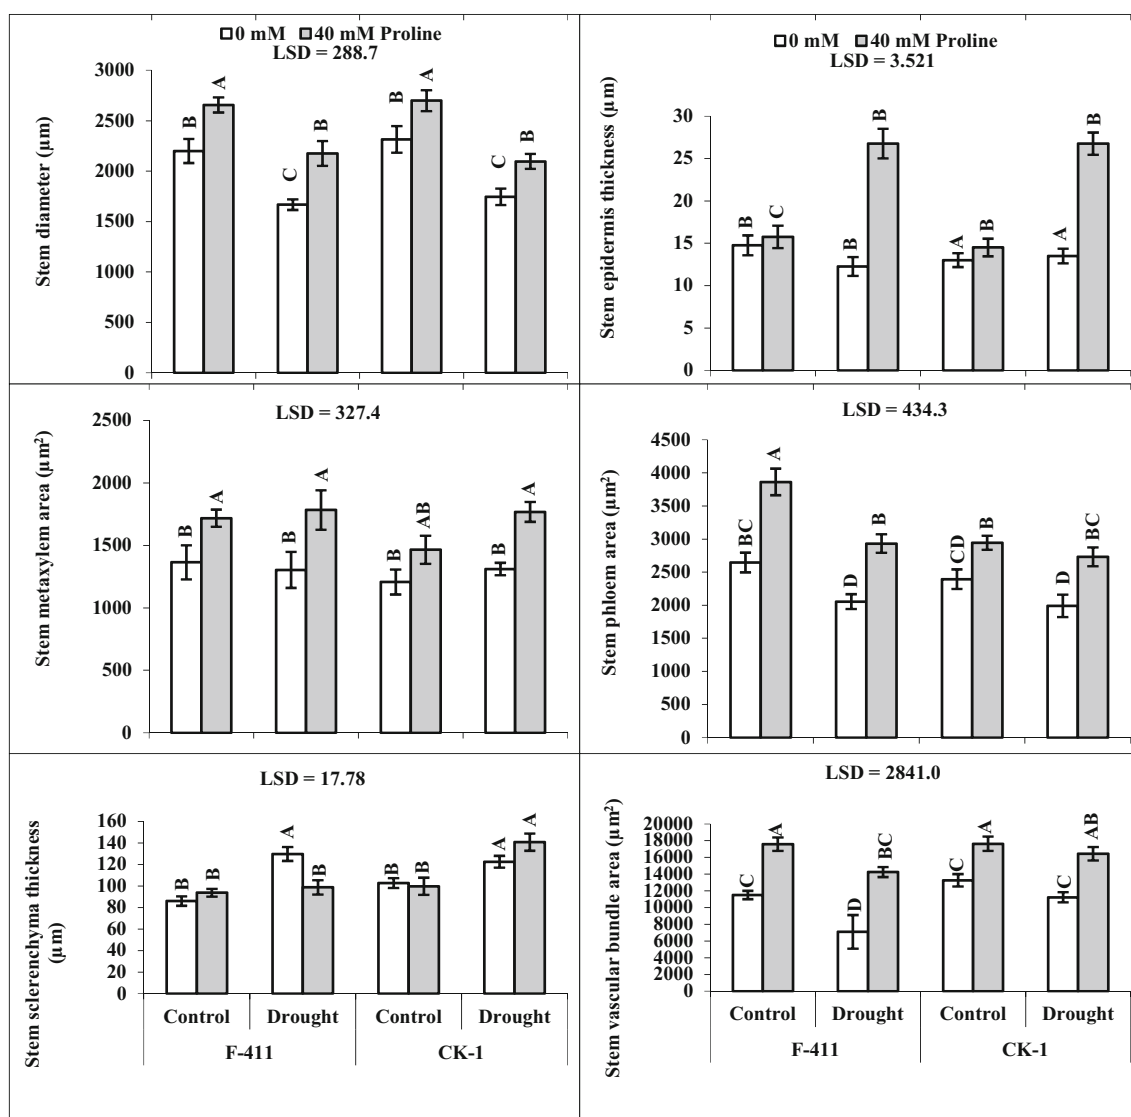 0 mM 40 mM Proline
LSD = 288.7
Stem diameter (µm)
3000
2500
2000
1500
1000
500
0
B A C B B A C B
0 mM 40 mM Proline
LSD = 3.521
Stem epidermis thickness (µm)
30
25
20
15
10
5
0
B C B B A B A B
LSD = 327.4
Stem metaxylem area (µm²)
2500
2000
1500
1000
500
0
B A B A B AB B A
LSD = 434.3
Stem phloem area (µm²)
4500
4000
3500
3000
2500
2000
1500
1000
500
0
BC A D B CD B D BC
LSD = 17.78
Stem sclerenchyma thickness
(µm)
160
140
120
100
80
60
40
20
0
B B A B B B A A
Control Drought Control Drought
F-411 CK-1
LSD = 2841.0
Stem vascular bundle area (µm²)
20000
18000
16000
14000
12000
10000
8000
6000
4000
2000
0
C A D BC C A C AB
Control Drought Control Drought
F-411 CK-1